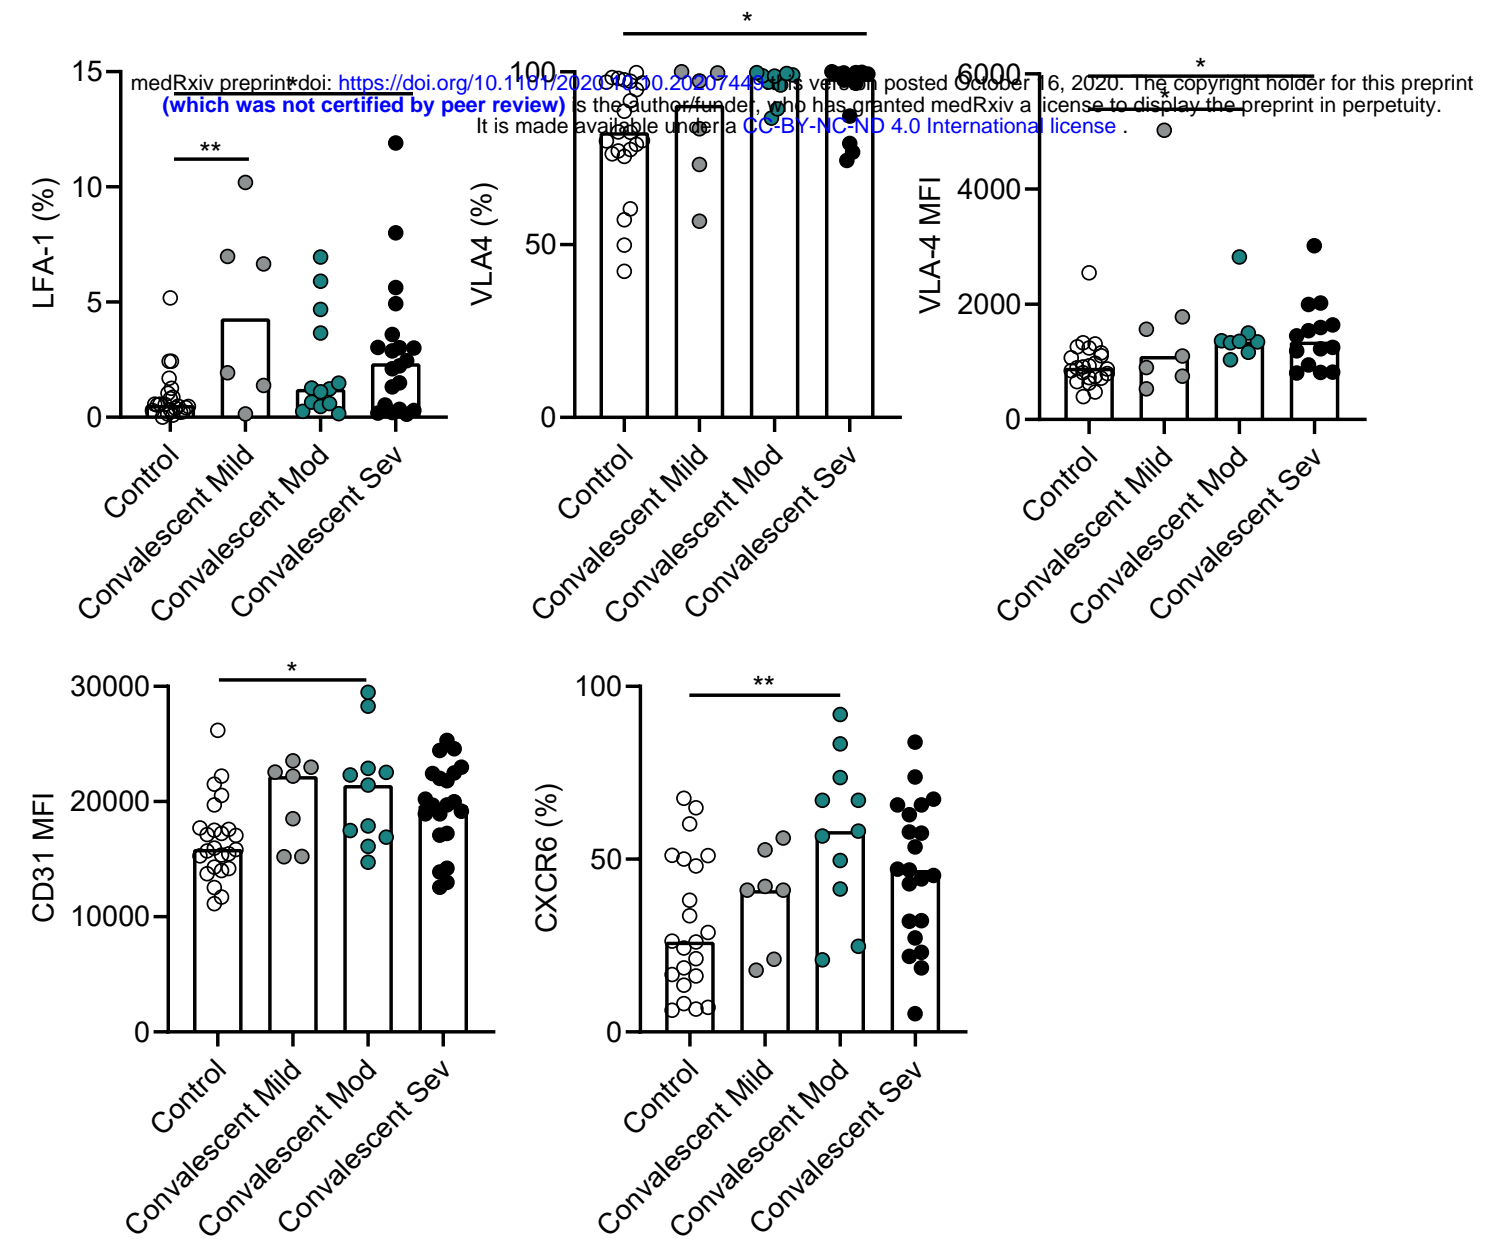 *
medRxiv preprint doi: https://doi.org/10.1101/2020.10.10.20207449; this version posted October 16, 2020. The copyright holder for this preprint
(which was not certified by peer review) is the author/funder, who has granted medRxiv a license to display the preprint in perpetuity.
It is made available under a CC-BY-NC-ND 4.0 International license .
LFA-1 (%)
15
10
5
0
*
**
Control
Convalescent Mild
Convalescent Mod
Convalescent Sev
VLA4 (%)
100
50
0
Control
Convalescent Mild
Convalescent Mod
Convalescent Sev
VLA-4 MFI
6000
4000
2000
0
*
*
Control
Convalescent Mild
Convalescent Mod
Convalescent Sev
CD31 MFI
30000
20000
10000
0
*
Control
Convalescent Mild
Convalescent Mod
Convalescent Sev
CXCR6 (%)
100
50
0
**
Control
Convalescent Mild
Convalescent Mod
Convalescent Sev